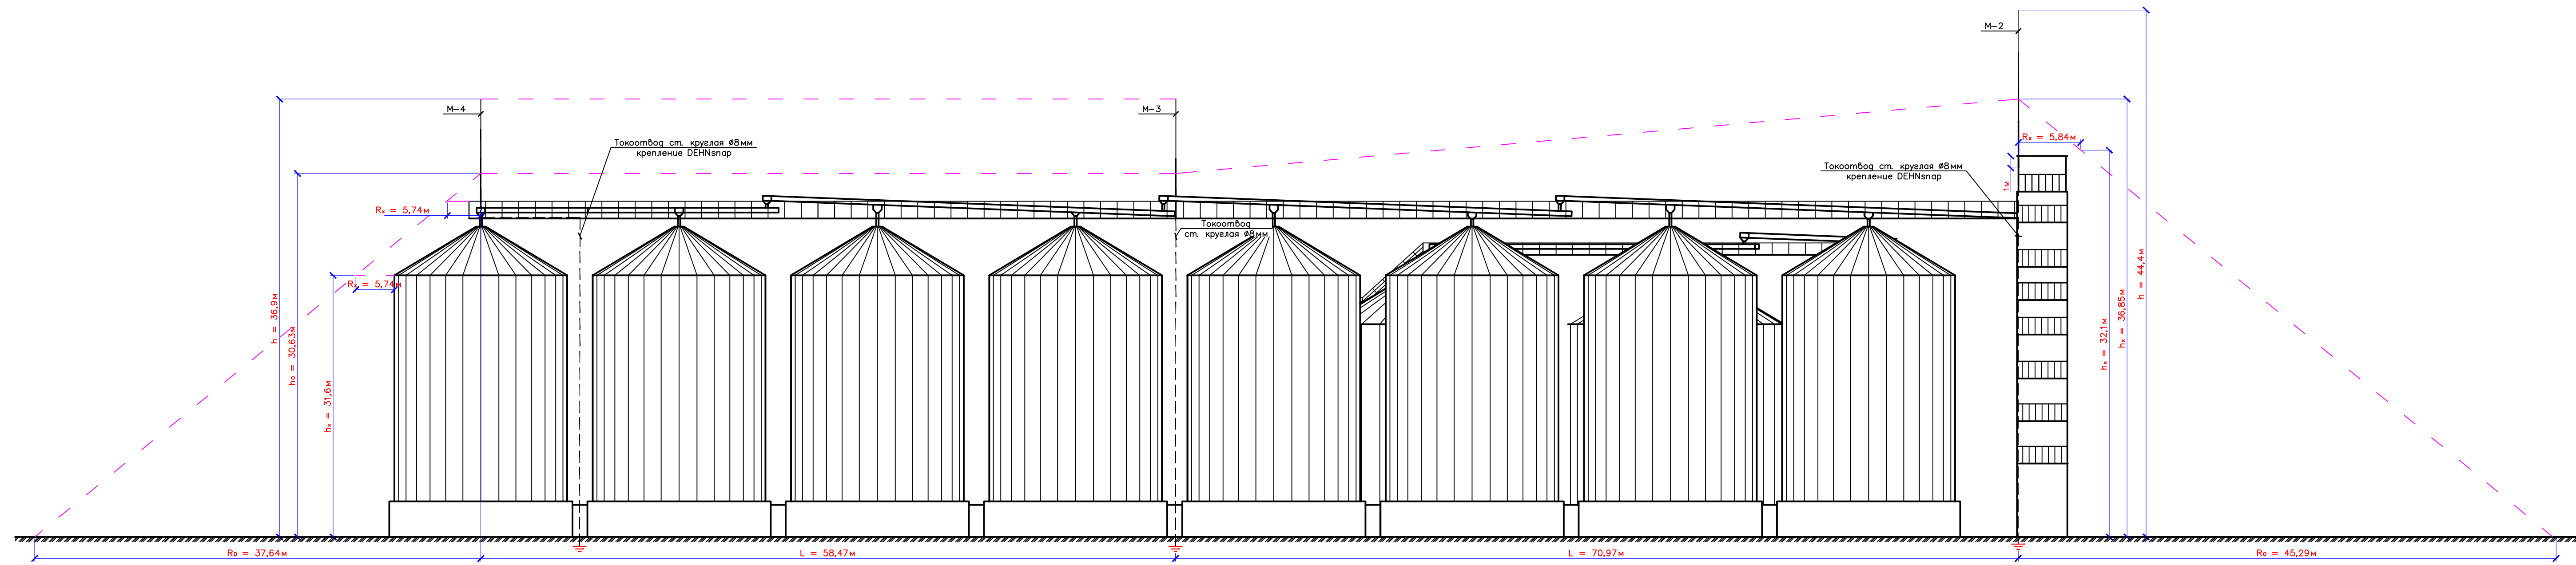 М-2
М-4
М-3
Токоотвод ст. круглая Ø8мм
крепление DEHNsnap
Rₓ = 5,84м
Токоотвод ст. круглая Ø8мм
крепление DEHNsnap
1м
Rₓ = 5,74м
Токоотвод
ст. круглая Ø8мм
Rₓ = 5,74м
h = 36,9м
h₀ = 30,63м
hₓ = 31,6м
hₓ = 32,1м
hₓ = 36,85м
h = 44,4м
R₀ = 37,64м
L = 58,47м
L = 70,97м
R₀ = 45,29м